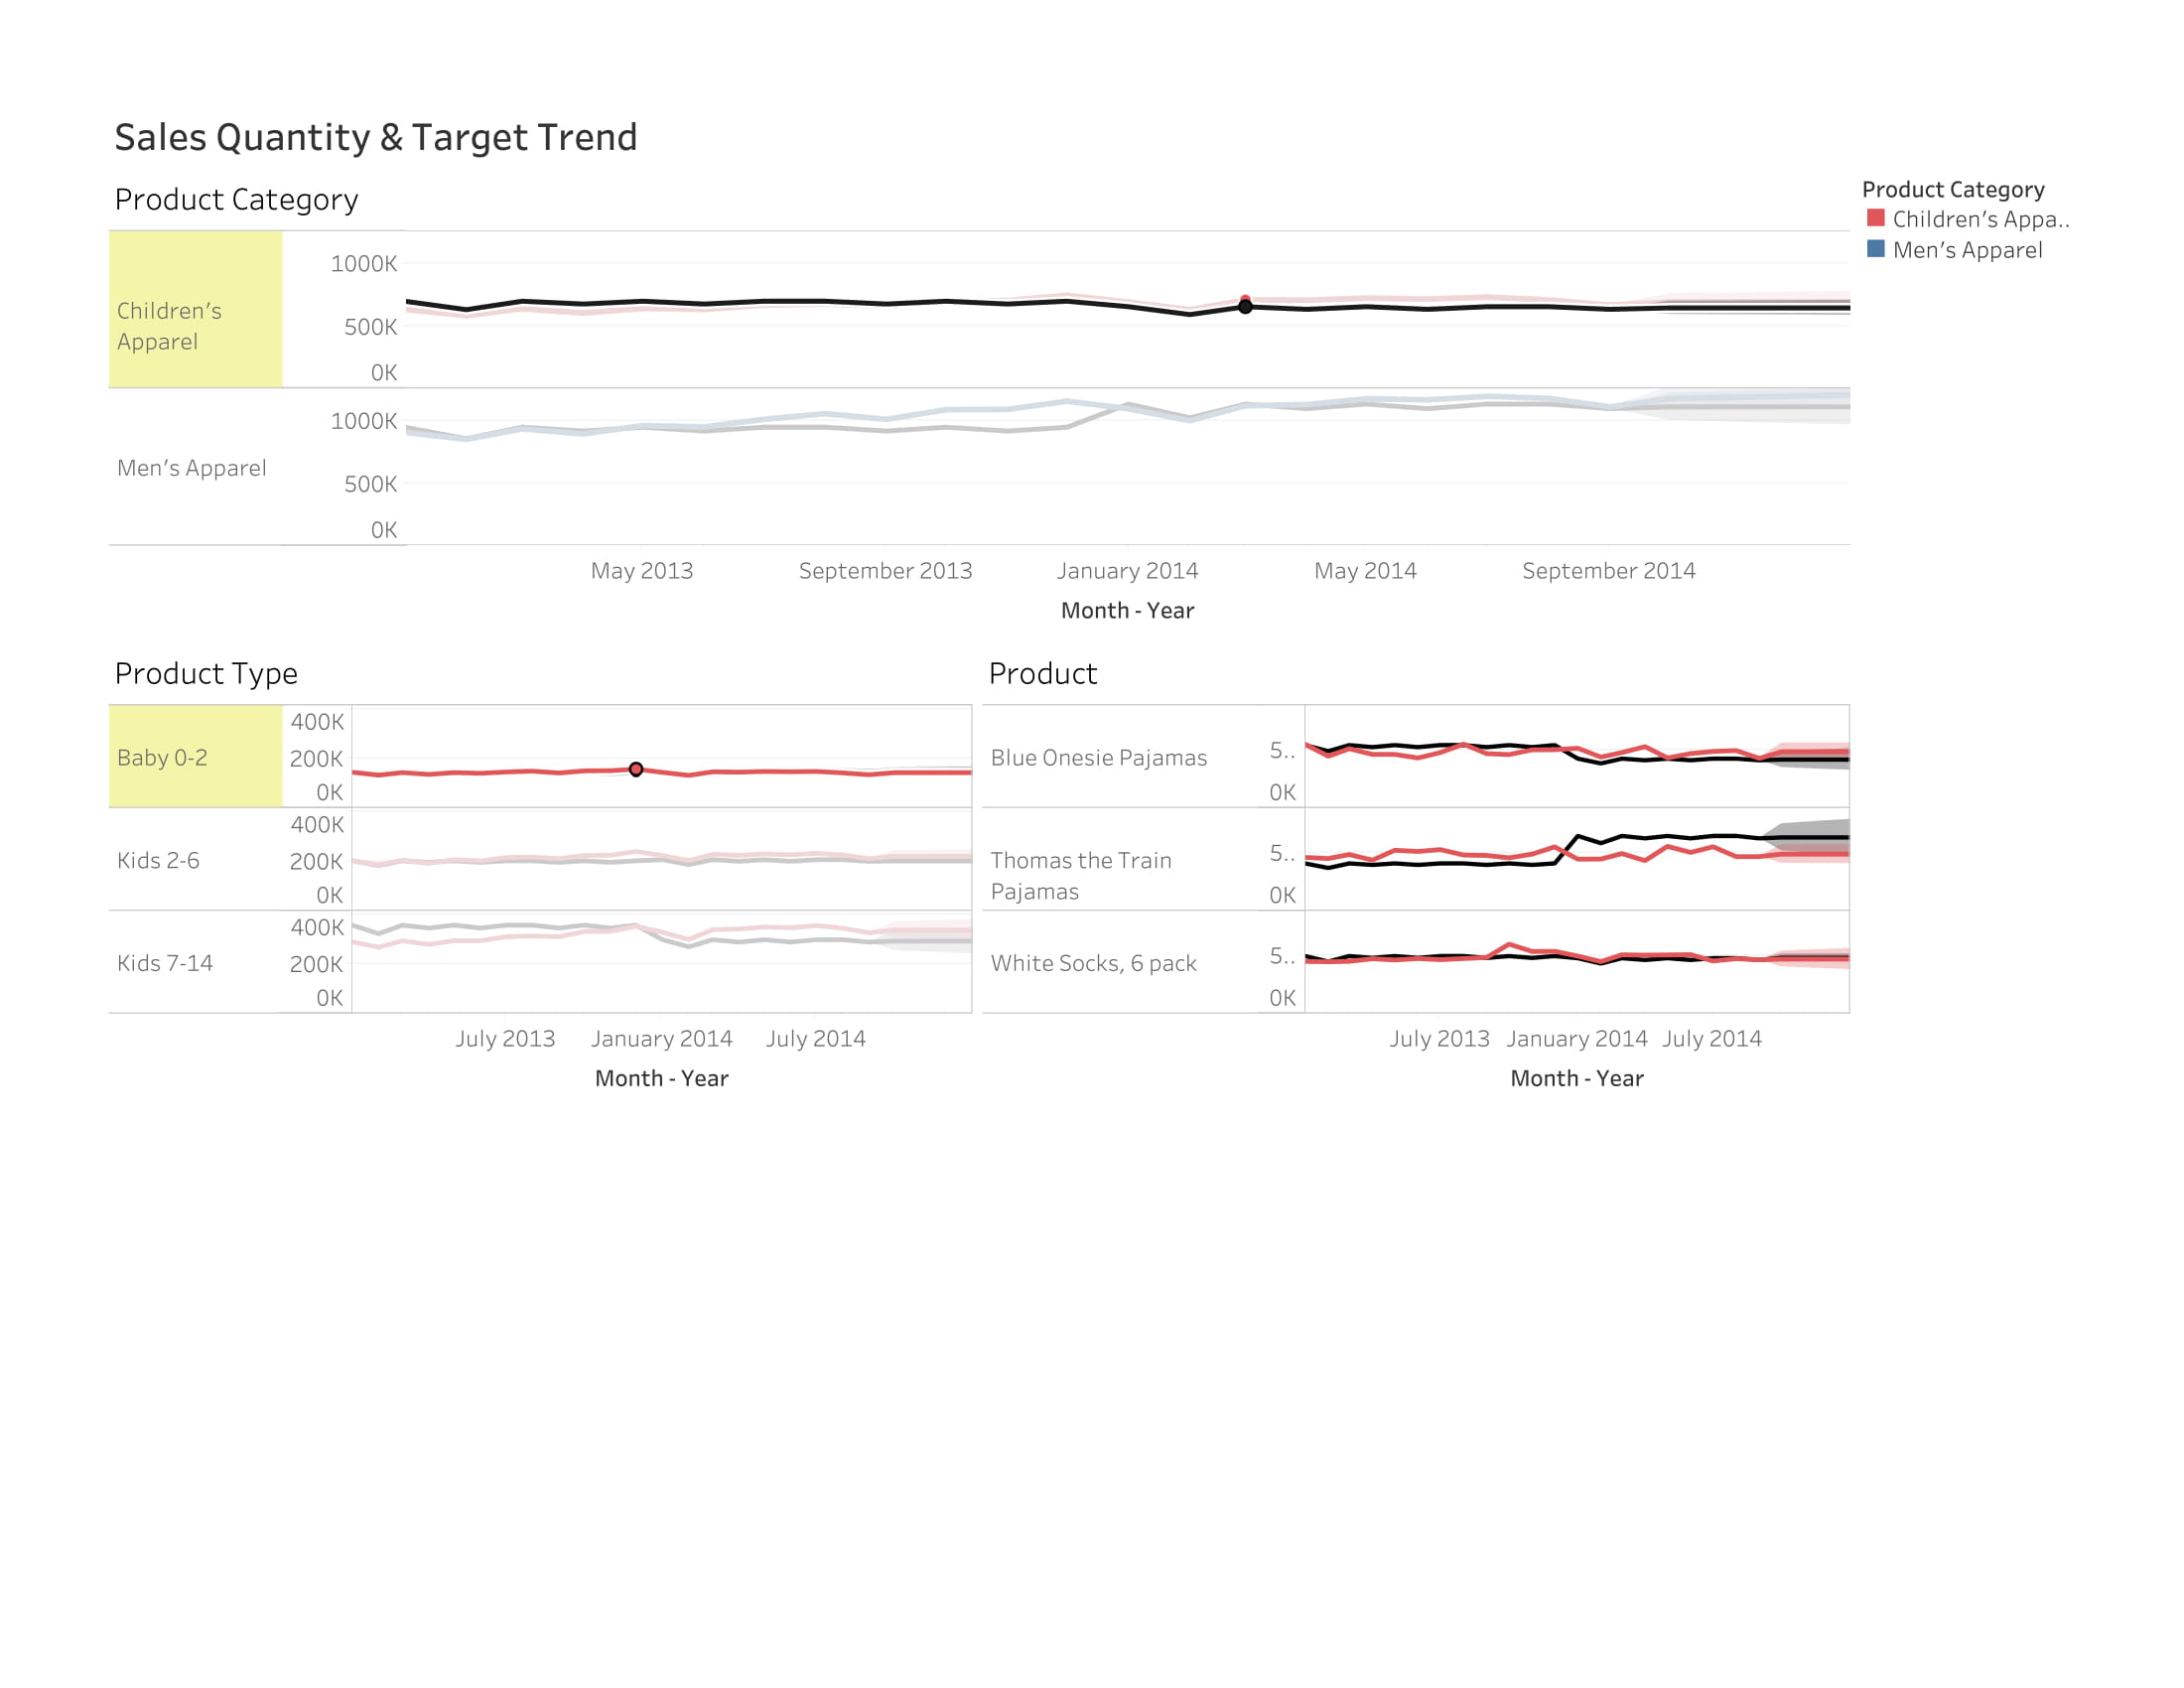 Sales Quantity & Target Trend
Product Category
Product Category
Children's Appa..
Men's Apparel
Children's
Apparel
1000K
500K
0K
Men's Apparel
1000K
500K
0K
May 2013
September 2013
January 2014
May 2014
September 2014
Month - Year
Product Type
Baby 0-2
400K
200K
0K
Kids 2-6
400K
200K
0K
Kids 7-14
400K
200K
0K
July 2013
January 2014
July 2014
Month - Year
Product
Blue Onesie Pajamas
5..
0K
Thomas the Train
Pajamas
5..
0K
White Socks, 6 pack
5..
0K
July 2013
January 2014
July 2014
Month - Year